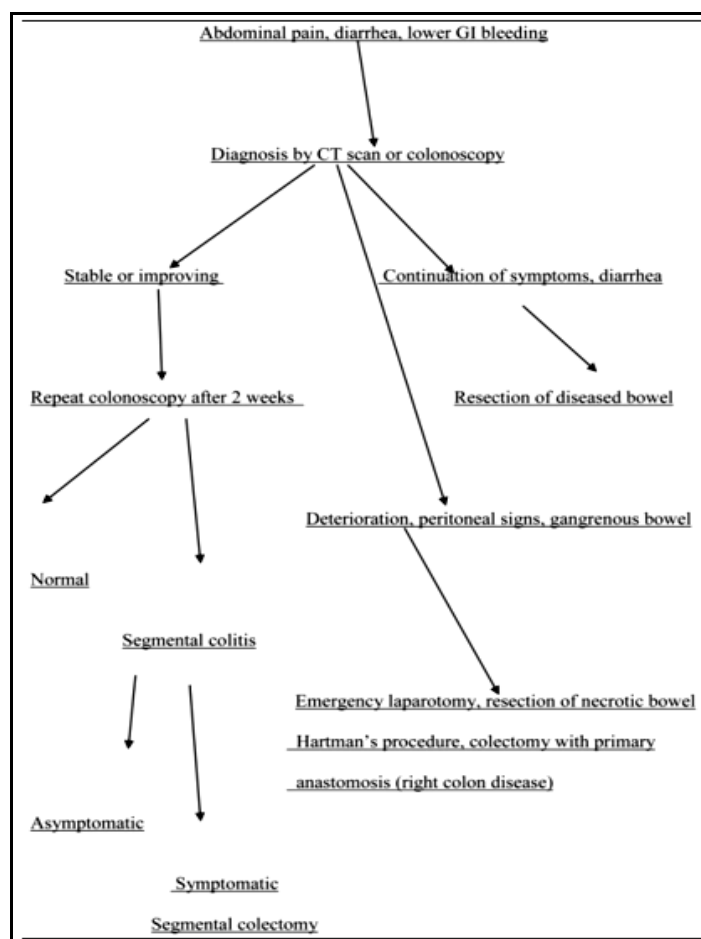 Abdominal pain, diarrhea, lower GI bleeding
Diagnosis by CT scan or colonoscopy
Stable or improving
Continuation of symptoms, diarrhea
Repeat colonoscopy after 2 weeks
Resection of diseased bowel
Deterioration, peritoneal signs, gangrenous bowel
Normal
Segmental colitis
Emergency laparotomy, resection of necrotic bowel
Hartman's procedure, colectomy with primary
anastomosis (right colon disease)
Asymptomatic
Symptomatic
Segmental colectomy